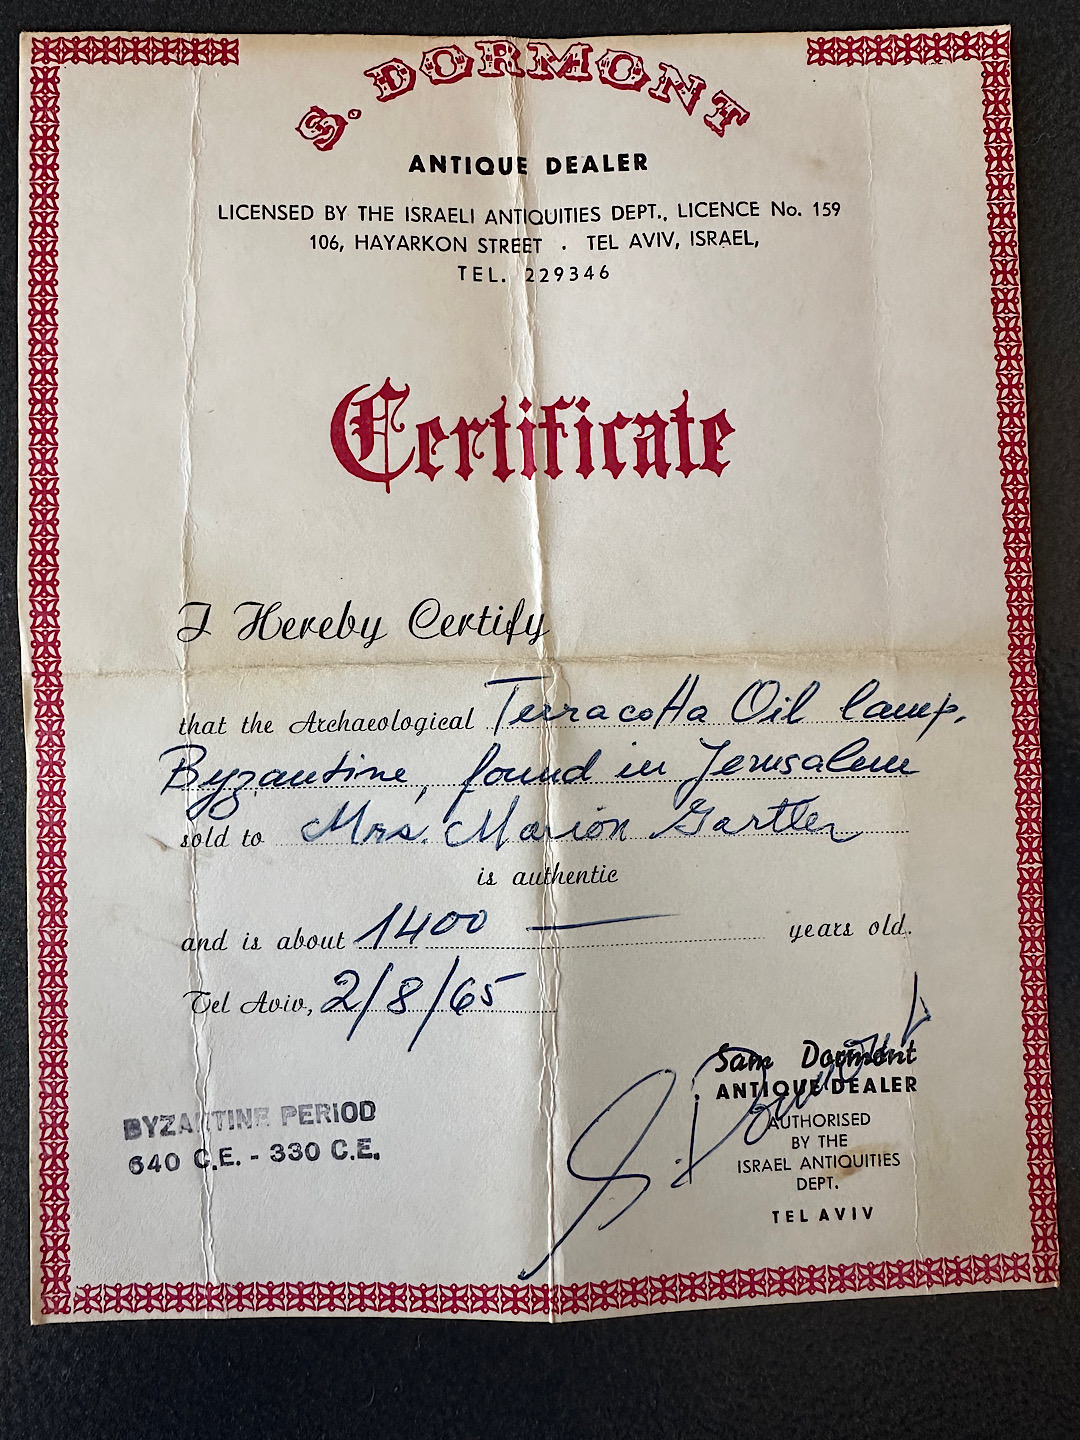 S. DORMONT
ANTIQUE DEALER
LICENSED BY THE ISRAELI ANTIQUITIES DEPT., LICENCE No. 159
106, HAYARKON STREET . TEL AVIV, ISRAEL,
TEL. 229346
Certificate
I Hereby Certify
that the Archaeological Terracotta Oil lamp,
Byzantine, found in Jerusalem
sold to Mrs. Marion Gartler
is authentic
and is about 1400 — years old.
Tel Aviv, 2/8/65
Sam Dormont
ANTIQUE DEALER
AUTHORISED
BY THE
ISRAEL ANTIQUITIES
DEPT.
TEL AVIV
S. Dormont
BYZANTINE PERIOD
640 C.E. - 330 C.E.